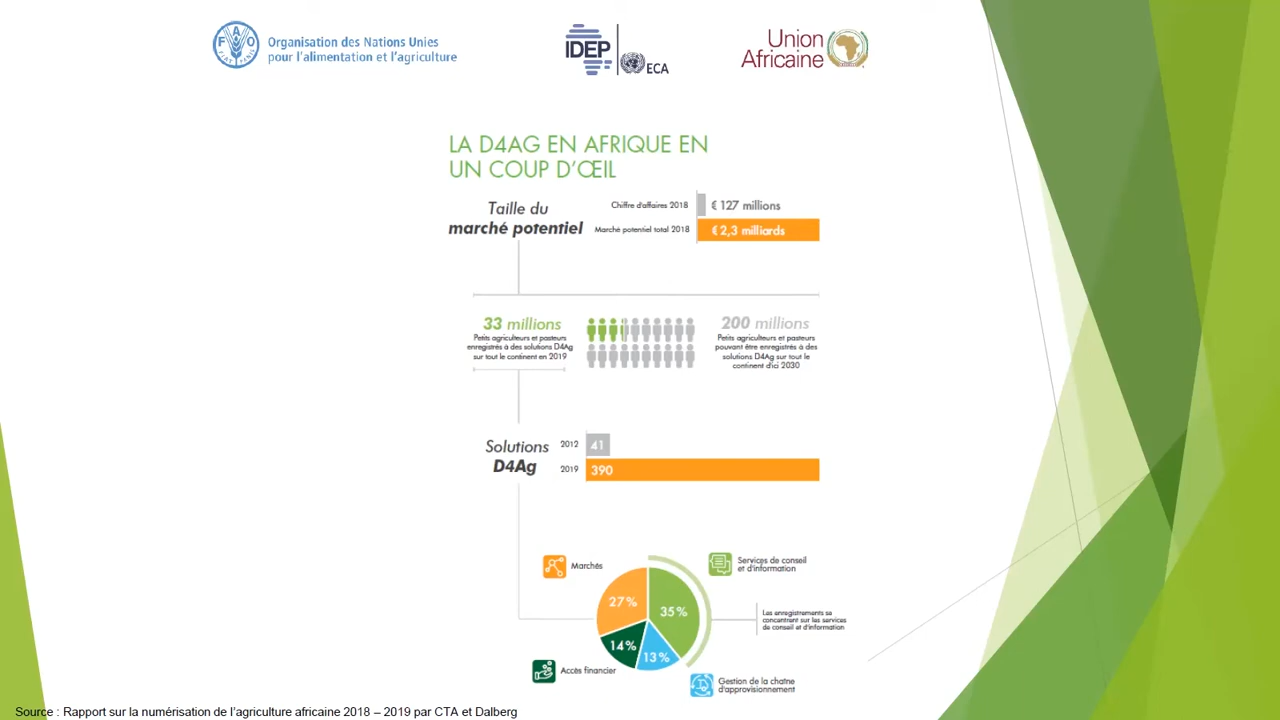 Organisation des Nations Unies
pour l'alimentation et l'agriculture
FAO
FIAT PANIS
IDEP
ECA
Union
Africaine
LA D4AG EN AFRIQUE EN
UN COUP D'ŒIL
Taille du
marché potentiel
Chiffre d'affaires 2018
€ 127 millions
Marché potentiel total 2018
€ 2,3 milliards
33 millions
Petits agriculteurs et pasteurs
enregistrés à des solutions D4Ag
sur tout le continent en 2019
200 millions
Petits agriculteurs et pasteurs
pouvant être enregistrés à des
solutions D4Ag sur tout le
continent d'ici 2030
Solutions
D4Ag
2012
41
2019
390
Marchés
Services de conseil
et d'information
27 %
35 %
14 %
13 %
Les enregistrements se
concentrent sur les services
de conseil et d'information
Accès financier
Gestion de la chaîne
d'approvisionnement
Source : Rapport sur la numérisation de l'agriculture africaine 2018 – 2019 par CTA et Dalberg